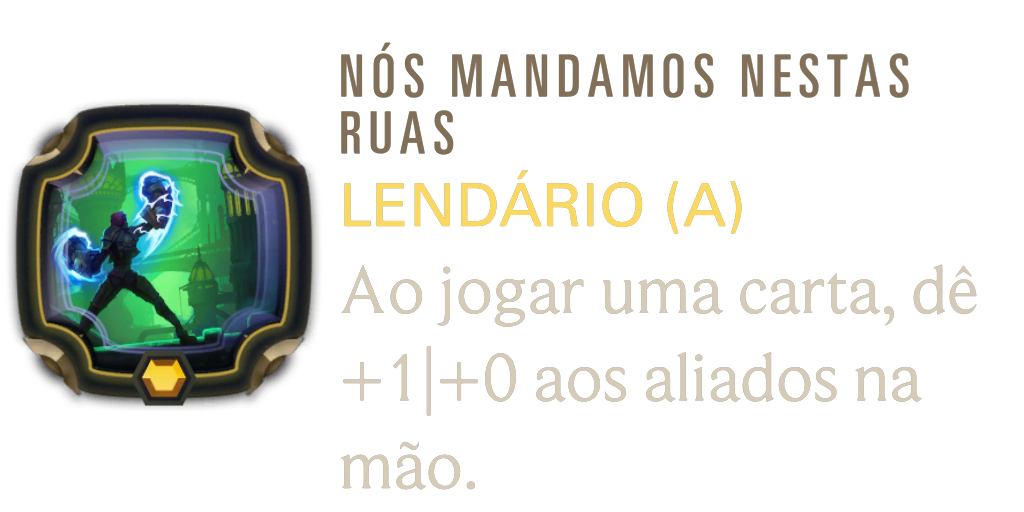 NÓS MANDAMOS NESTAS
RUAS
LENDÁRIO (A)
Ao jogar uma carta, dê
+1|+0 aos aliados na
mão.